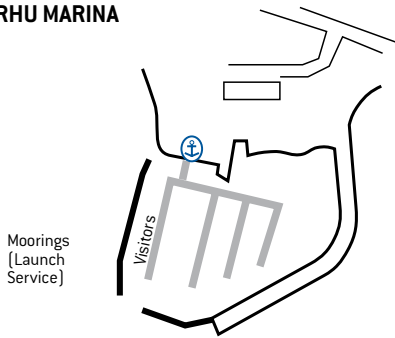 RHU MARINA
Visitors
Moorings
(Launch
Service)